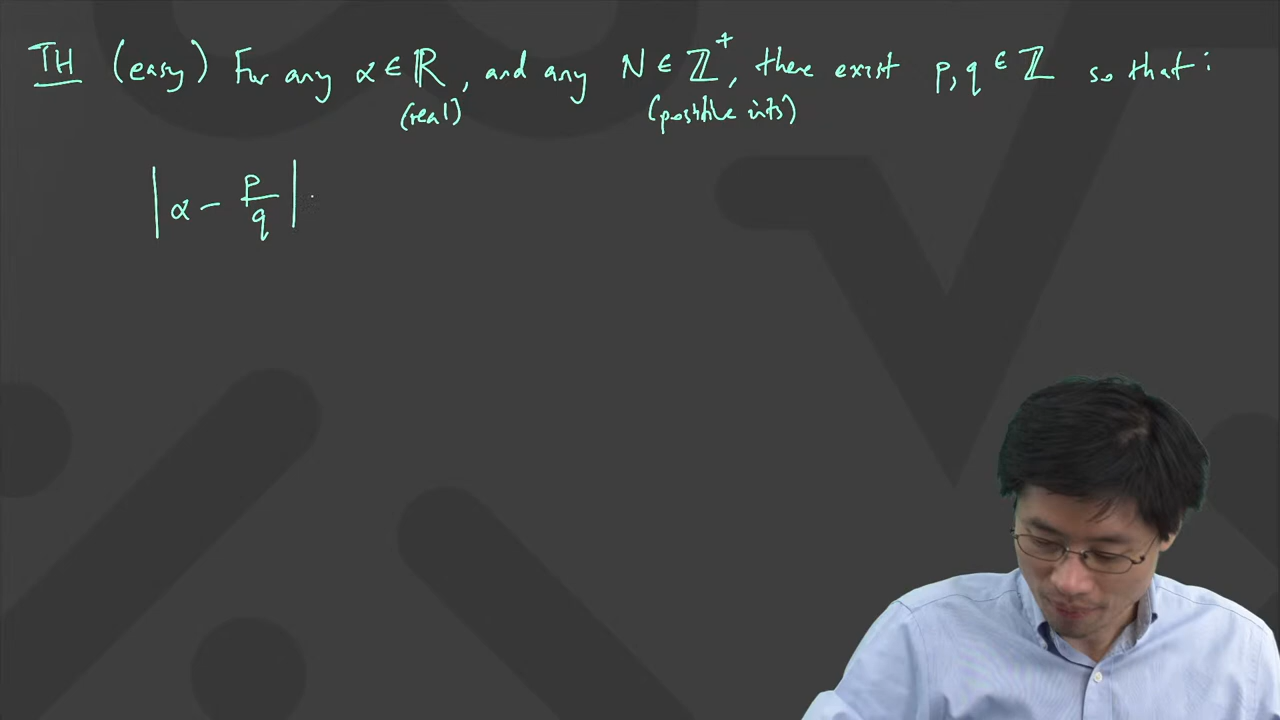 TH (easy) For any α ∈ ℝ, and any N ∈ ℤ⁺, there exist p, q ∈ ℤ so that:
(real) (positive ints)
| α - p/q |